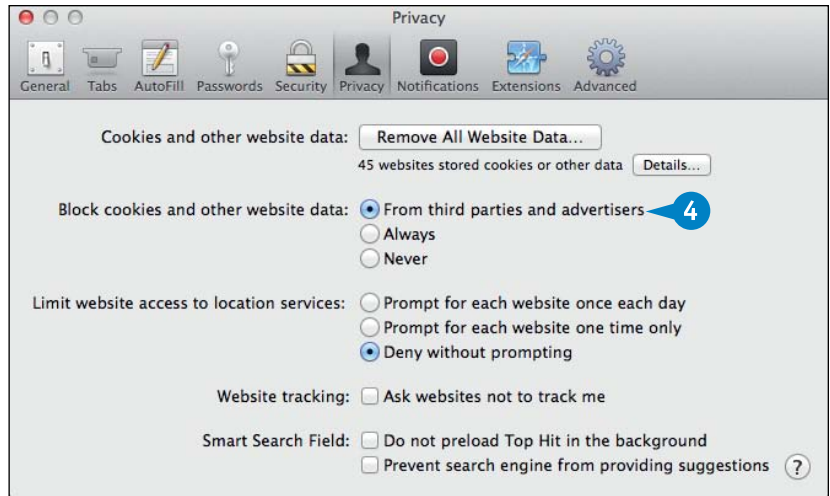 Privacy
General Tabs AutoFill Passwords Security Privacy Notifications Extensions Advanced
Cookies and other website data: Remove All Website Data...
45 websites stored cookies or other data Details...
Block cookies and other website data: From third parties and advertisers 4
Always
Never
Limit website access to location services: Prompt for each website once each day
Prompt for each website one time only
Deny without prompting
Website tracking: Ask websites not to track me
Smart Search Field: Do not preload Top Hit in the background
Prevent search engine from providing suggestions ?